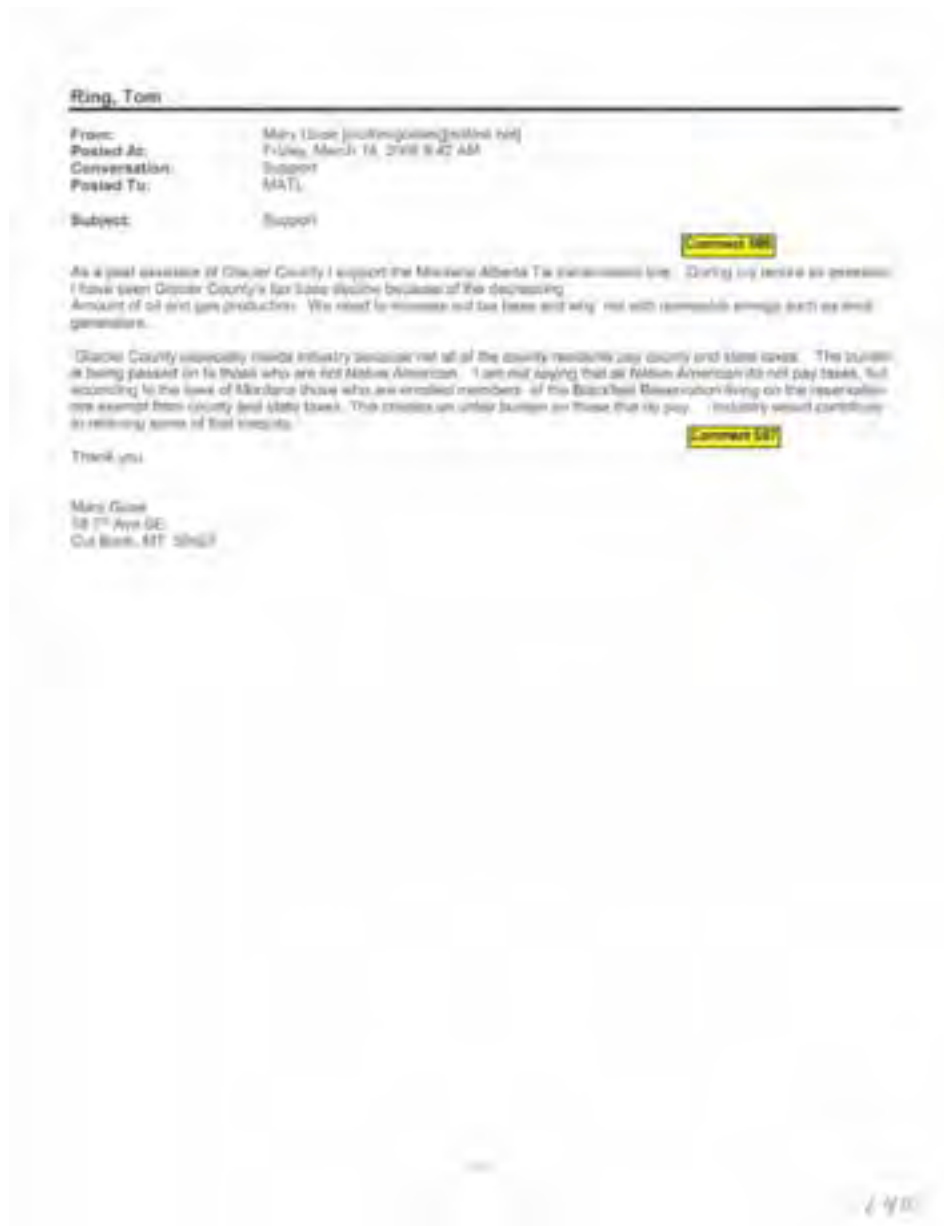 Ring, Tom
From: Mary
Posted At: Friday, March 14, 2008 8:42 AM
Conversation: Support
Posted To: MATL
Subject: Support
Comment
As a past assessor of Glacier County I support the Montana Alberta Tie transmission line. During my tenure as assessor
I have seen Glacier County's tax base decline because of the decreasing
Amount of oil and gas production. We need to increase our tax base and why not with renewable energy such as wind
generators.
Glacier County especially needs industry because not all of the county residents pay county and state taxes. The burden
is being passed on to those who are not Native American. I am not saying that all Native American do not pay taxes, but
according to the laws of Montana those who are enrolled members of the Blackfeet Reservation living on the reservation
are exempt from county and state taxes. This creates an unfair burden on those that do pay. Industry would contribute
to relieving some of that inequity.
Comment
Thank you
Mary
Ave SE
Cut Bank, MT 59427